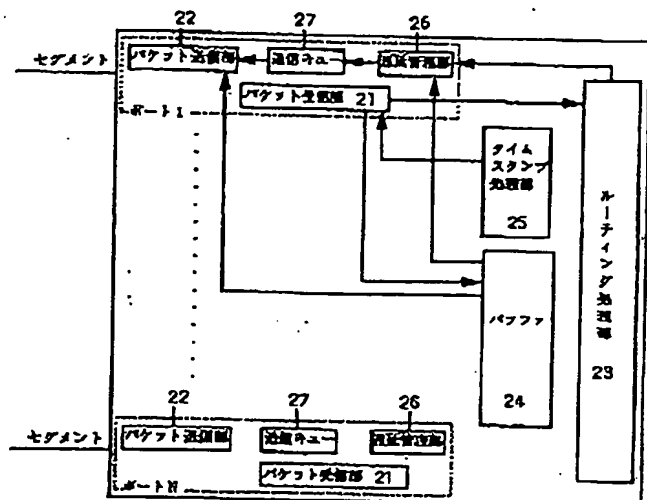 22
27
26
セグメント
パケット送信部
送信キュー
遅延管理部
パケット受信部 21
ポート1
タイム
スタンプ
処理部
25
ルーティング処理部
23
バッファ
24
22
27
26
セグメント
パケット送信部
送信キュー
遅延管理部
パケット受信部 21
ポートN